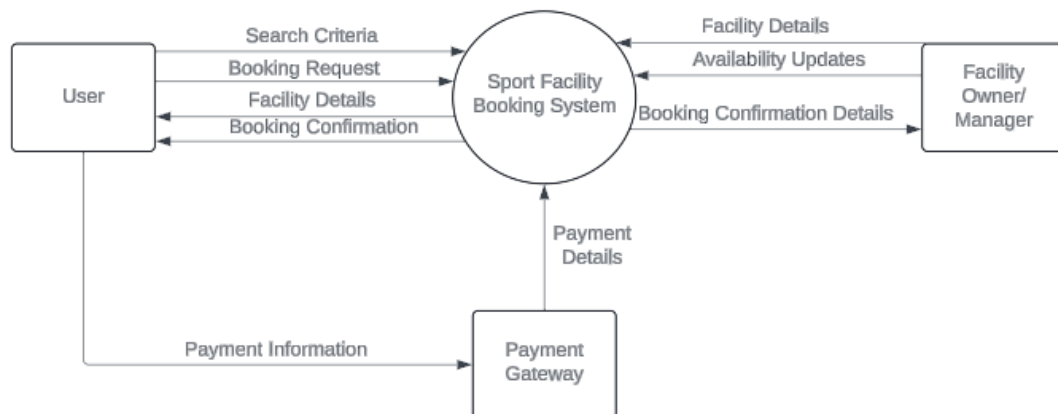 Search Criteria
Booking Request
Facility Details
Booking Confirmation
User
Sport Facility
Booking System
Facility Details
Availability Updates
Booking Confirmation Details
Facility
Owner/
Manager
Payment
Details
Payment Information
Payment
Gateway